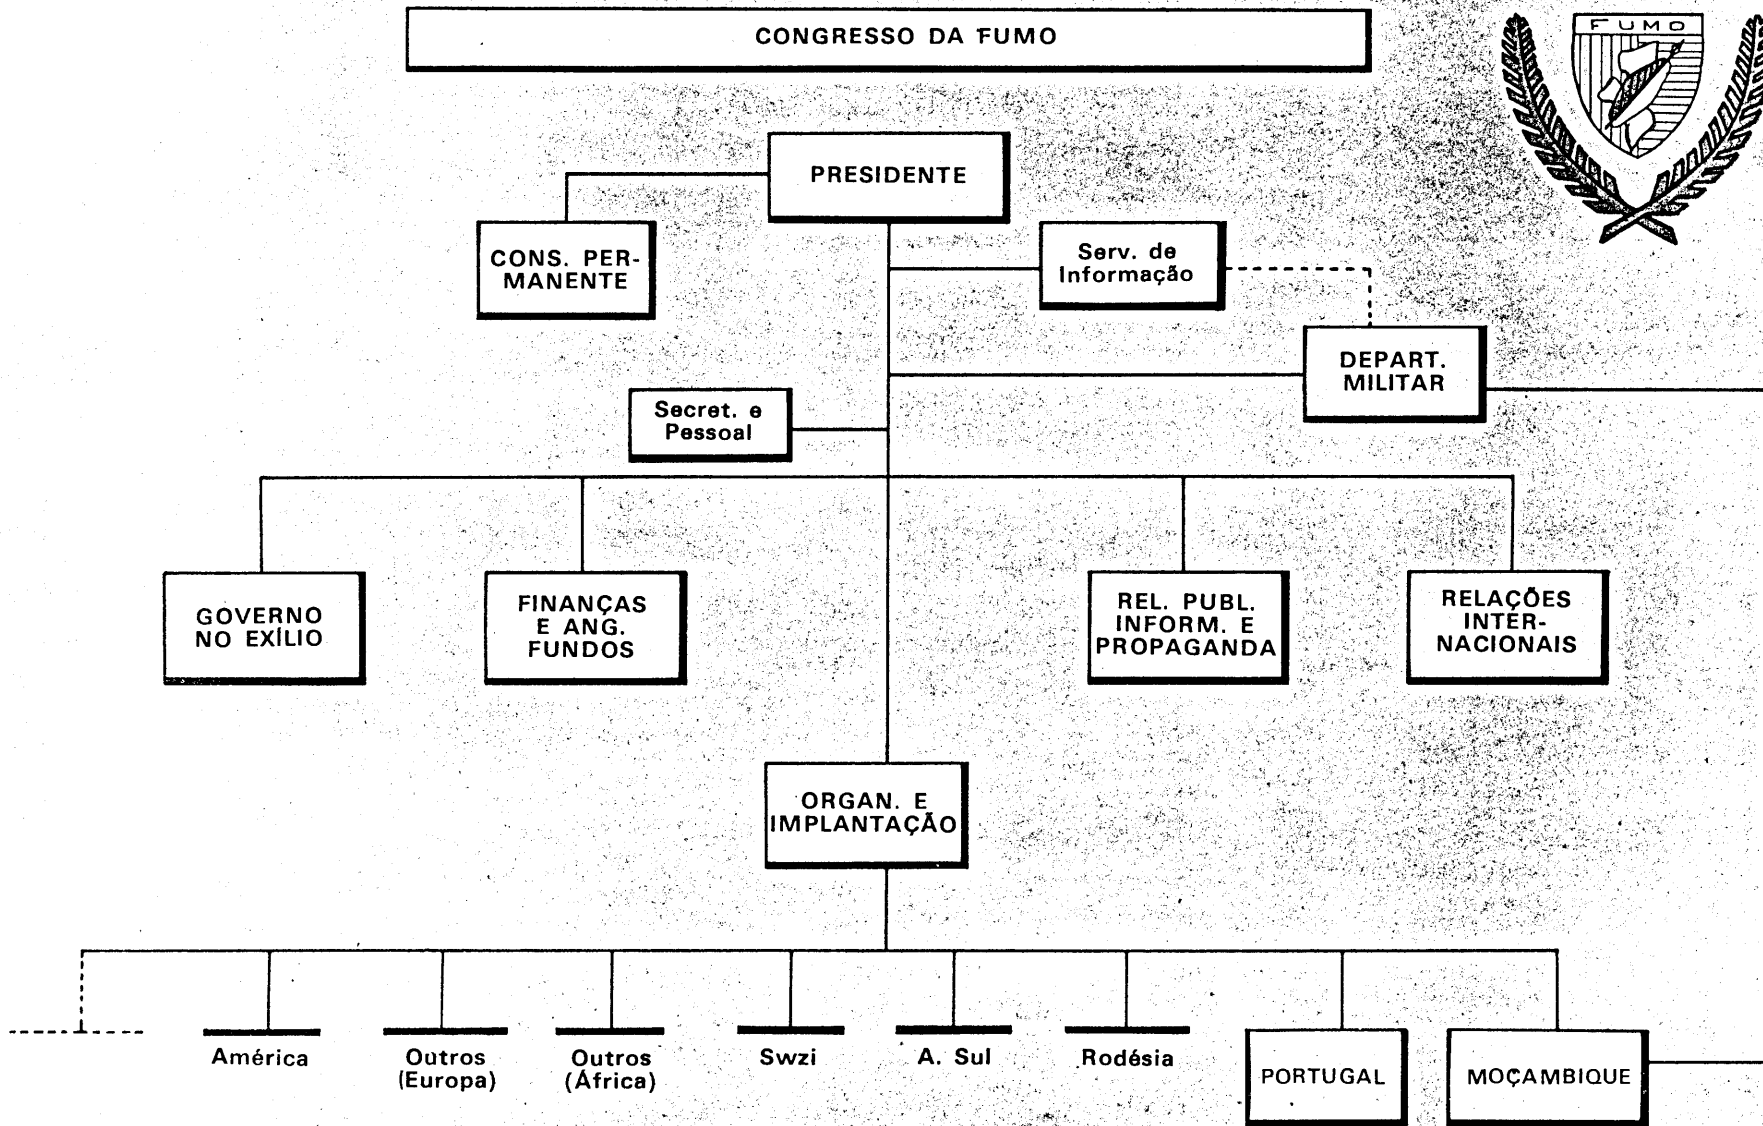 CONGRESSO DA FUMO
FUMO
PRESIDENTE
CONS. PER-
MANENTE
Serv. de
Informação
DEPART.
MILITAR
Secret. e
Pessoal
GOVERNO
NO EXÍLIO
FINANÇAS
E ANG.
FUNDOS
REL. PUBL.
INFORM. E
PROPAGANDA
RELAÇÕES
INTER-
NACIONAIS
ORGAN. E
IMPLANTAÇÃO
América
Outros
(Europa)
Outros
(África)
Swzi
A. Sul
Rodésia
PORTUGAL
MOÇAMBIQUE